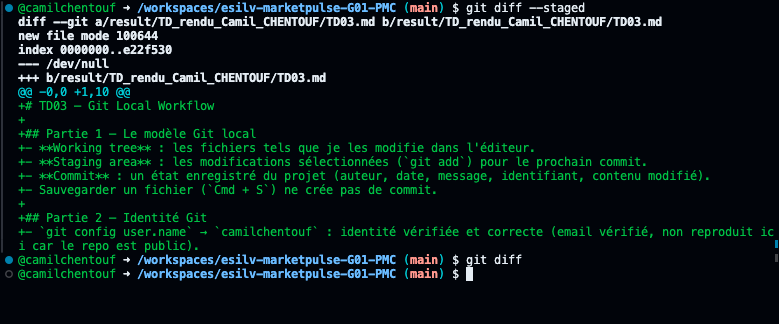 @camilchentouf → /workspaces/esilv-marketpulse-G01-PMC (main) $ git diff --staged
diff --git a/result/TD_rendu_Camil_CHENTOUF/TD03.md b/result/TD_rendu_Camil_CHENTOUF/TD03.md
new file mode 100644
index 0000000..e22f530
--- /dev/null
+++ b/result/TD_rendu_Camil_CHENTOUF/TD03.md
@@ -0,0 +1,10 @@
+# TD03 — Git Local Workflow
+
+## Partie 1 — Le modèle Git local
+- **Working tree** : les fichiers tels que je les modifie dans l'éditeur.
+- **Staging area** : les modifications sélectionnées (`git add`) pour le prochain commit.
+- **Commit** : un état enregistré du projet (auteur, date, message, identifiant, contenu modifié).
+- Sauvegarder un fichier (`Cmd + S`) ne crée pas de commit.
+
+## Partie 2 — Identité Git
+- `git config user.name` → `camilchentouf` : identité vérifiée et correcte (email vérifié, non reproduit ic
i car le repo est public).
@camilchentouf → /workspaces/esilv-marketpulse-G01-PMC (main) $ git diff
@camilchentouf → /workspaces/esilv-marketpulse-G01-PMC (main) $